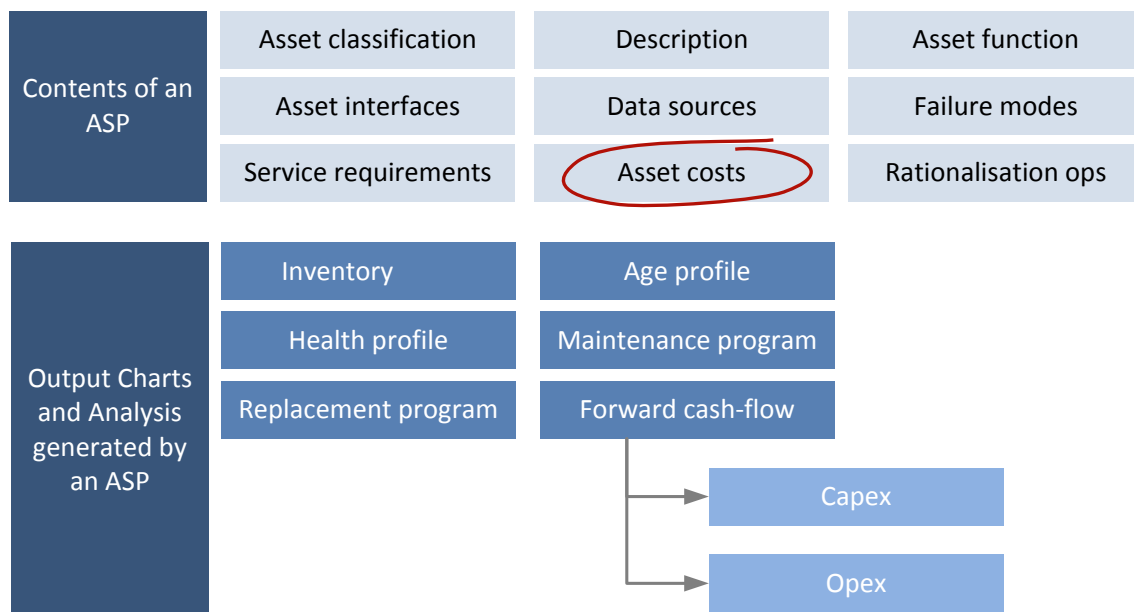 Contents of an
ASP
Asset classification
Description
Asset function
Asset interfaces
Data sources
Failure modes
Service requirements
Asset costs
Rationalisation ops
Output Charts
and Analysis
generated by
an ASP
Inventory
Age profile
Health profile
Maintenance program
Replacement program
Forward cash-flow
Capex
Opex